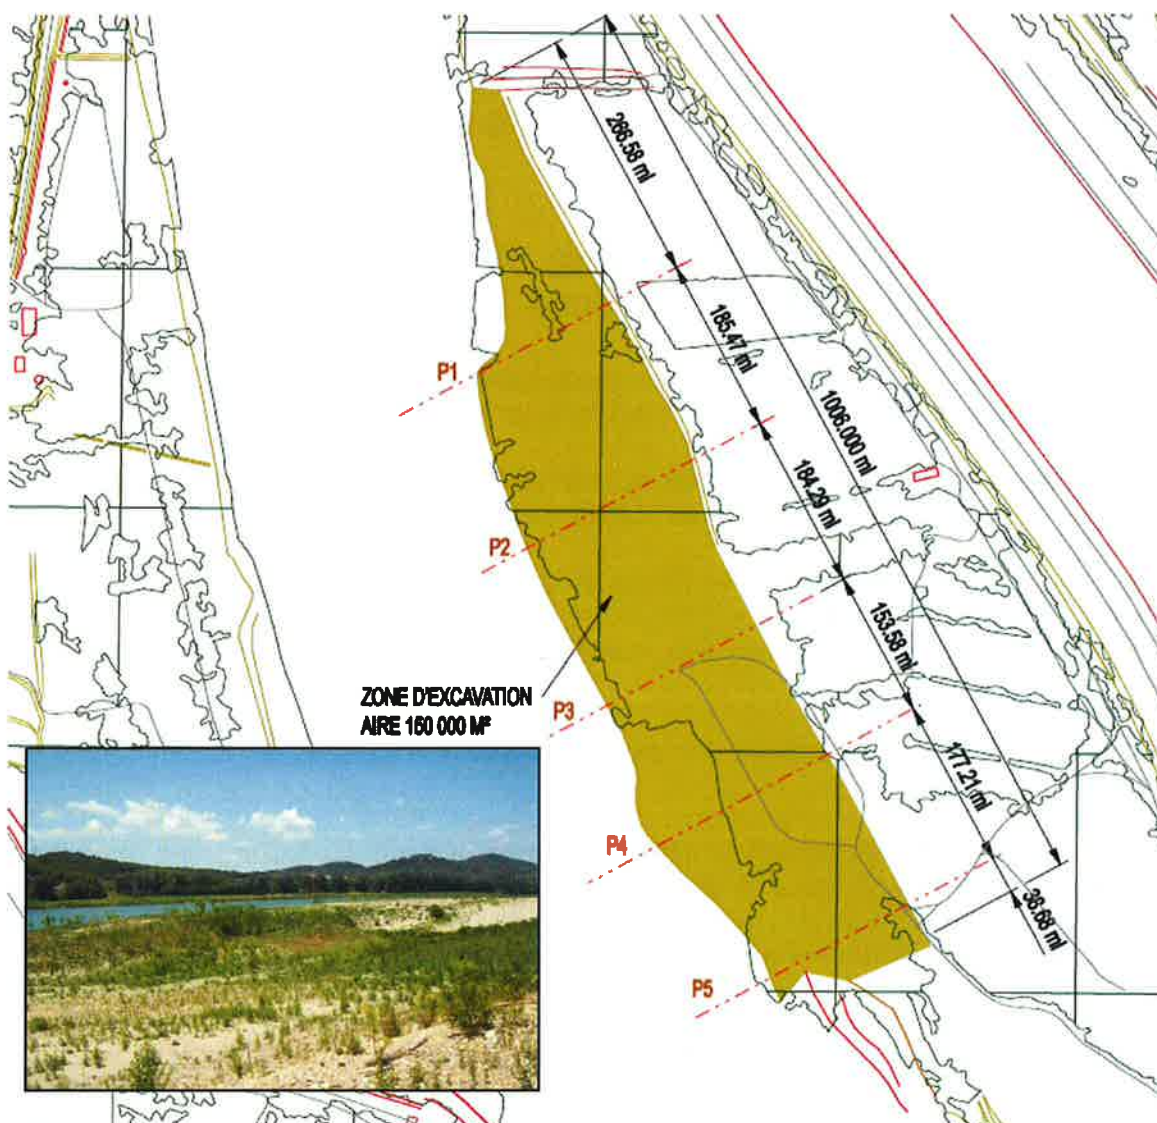 266.58 ml
P1
185.47 ml
1006.000 ml
P2
184.29 ml
153.58 ml
ZONE D'EXCAVATION
AIRE 150 000 M²
P3
177.21 ml
P4
38.68 ml
P5